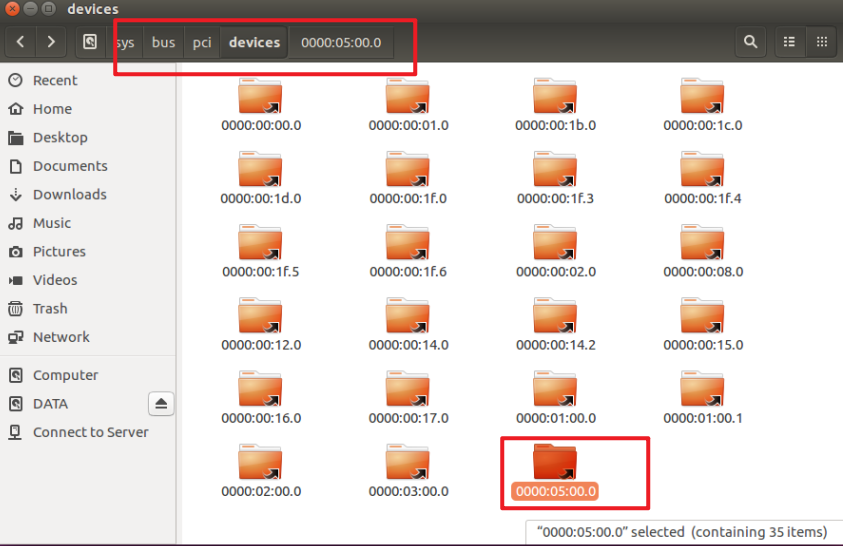 devices
sys bus pci devices 0000:05:00.0
Recent
Home
Desktop
Documents
Downloads
Music
Pictures
Videos
Trash
Network
Computer
DATA
Connect to Server
0000:00:00.0 0000:00:01.0 0000:00:1b.0 0000:00:1c.0
0000:00:1d.0 0000:00:1f.0 0000:00:1f.3 0000:00:1f.4
0000:00:1f.5 0000:00:1f.6 0000:00:02.0 0000:00:08.0
0000:00:12.0 0000:00:14.0 0000:00:14.2 0000:00:15.0
0000:00:16.0 0000:00:17.0 0000:01:00.0 0000:01:00.1
0000:02:00.0 0000:03:00.0 0000:05:00.0
“0000:05:00.0” selected (containing 35 items)